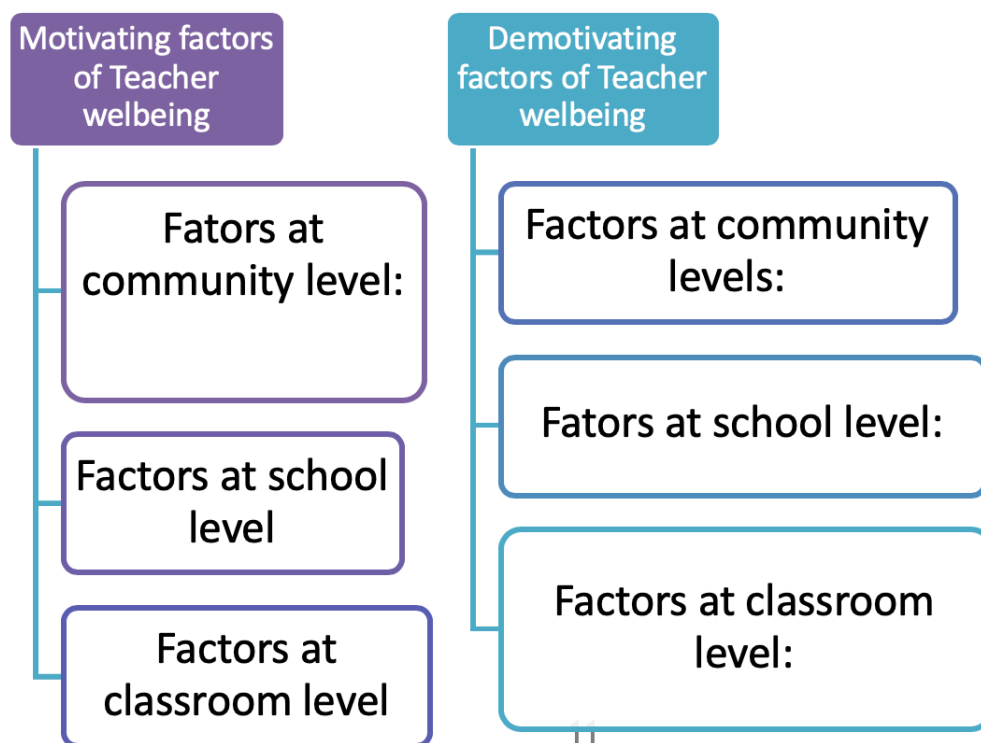 Motivating factors
of Teacher
welbeing
Fators at
community level:
Factors at school
level
Factors at
classroom level
Demotivating
factors of Teacher
welbeing
Factors at community
levels:
Fators at school level:
Factors at classroom
level: